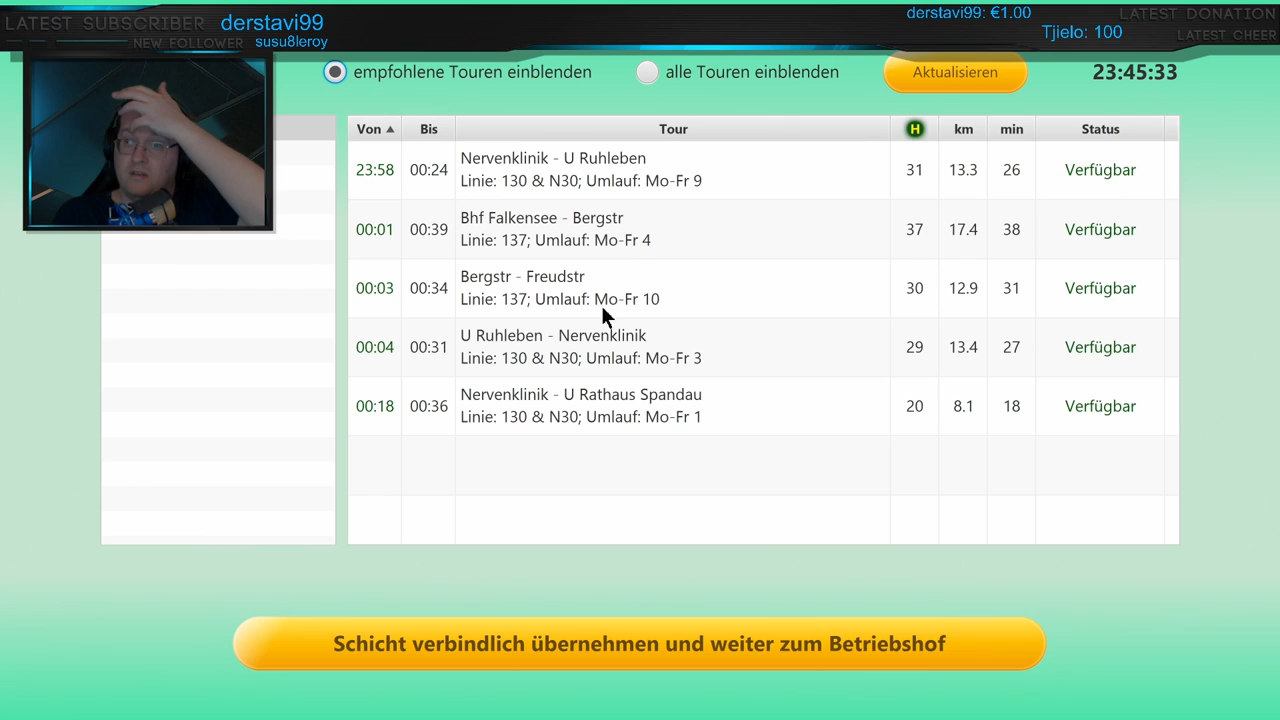 LATEST SUBSCRIBER
derstavi99
NEW FOLLOWER
susu8leroy
derstavi99: €1.00
LATEST DONATION
Tjielo: 100
LATEST CHEER
empfohlene Touren einblenden
alle Touren einblenden
Aktualisieren
23:45:33
Von Bis Tour H km min Status
23:58 00:24 Nervenklinik - U Ruhleben 31 13.3 26 Verfügbar
Linie: 130 & N30; Umlauf: Mo-Fr 9
00:01 00:39 Bhf Falkensee - Bergstr 37 17.4 38 Verfügbar
Linie: 137; Umlauf: Mo-Fr 4
00:03 00:34 Bergstr - Freudstr 30 12.9 31 Verfügbar
Linie: 137; Umlauf: Mo-Fr 10
00:04 00:31 U Ruhleben - Nervenklinik 29 13.4 27 Verfügbar
Linie: 130 & N30; Umlauf: Mo-Fr 3
00:18 00:36 Nervenklinik - U Rathaus Spandau 20 8.1 18 Verfügbar
Linie: 130 & N30; Umlauf: Mo-Fr 1
Schicht verbindlich übernehmen und weiter zum Betriebshof